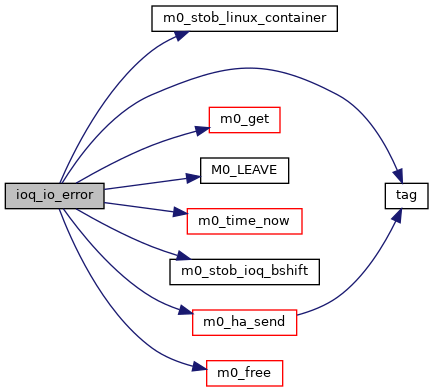 m0_stob_linux_container
m0_get
M0_LEAVE
ioq_io_error
tag
m0_time_now
m0_stob_ioq_bshift
m0_ha_send
m0_free